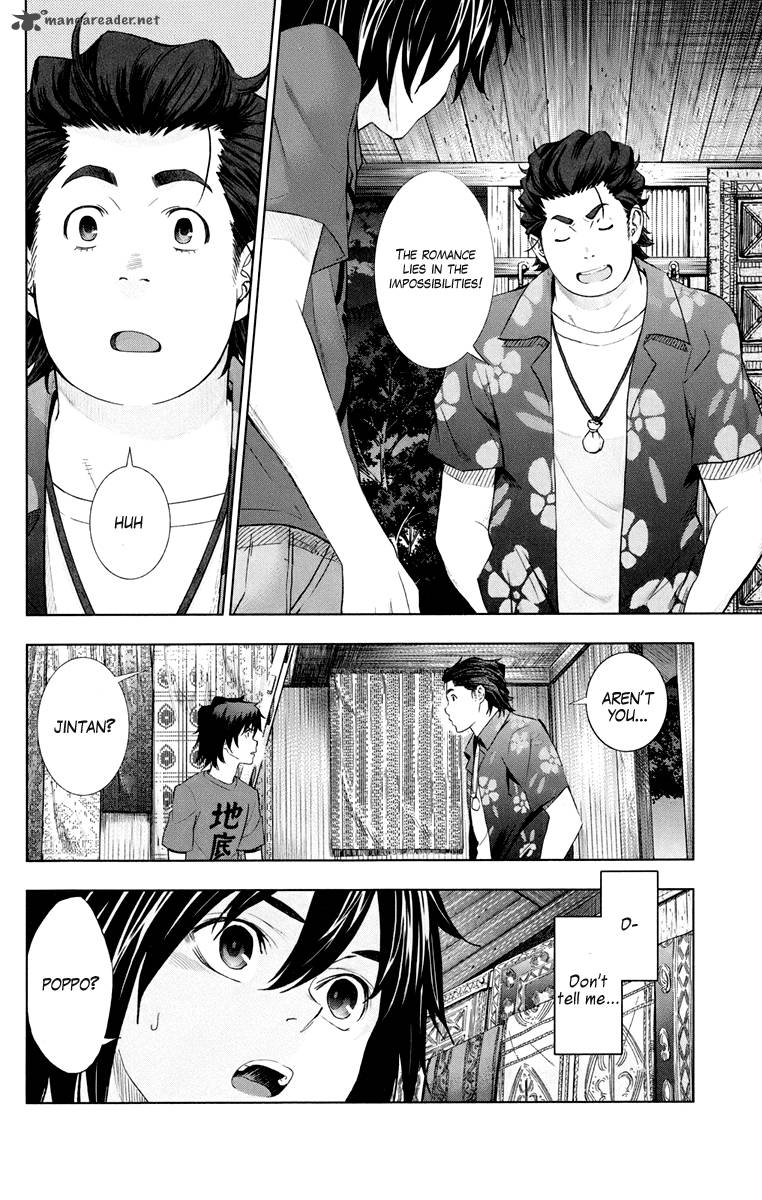 mangareader.net
THE ROMANCE
LIES IN THE
IMPOSSIBILITIES!
HUH
AREN'T
YOU...
JINTAN?
地底
D-
Don't
tell me...
POPPO?